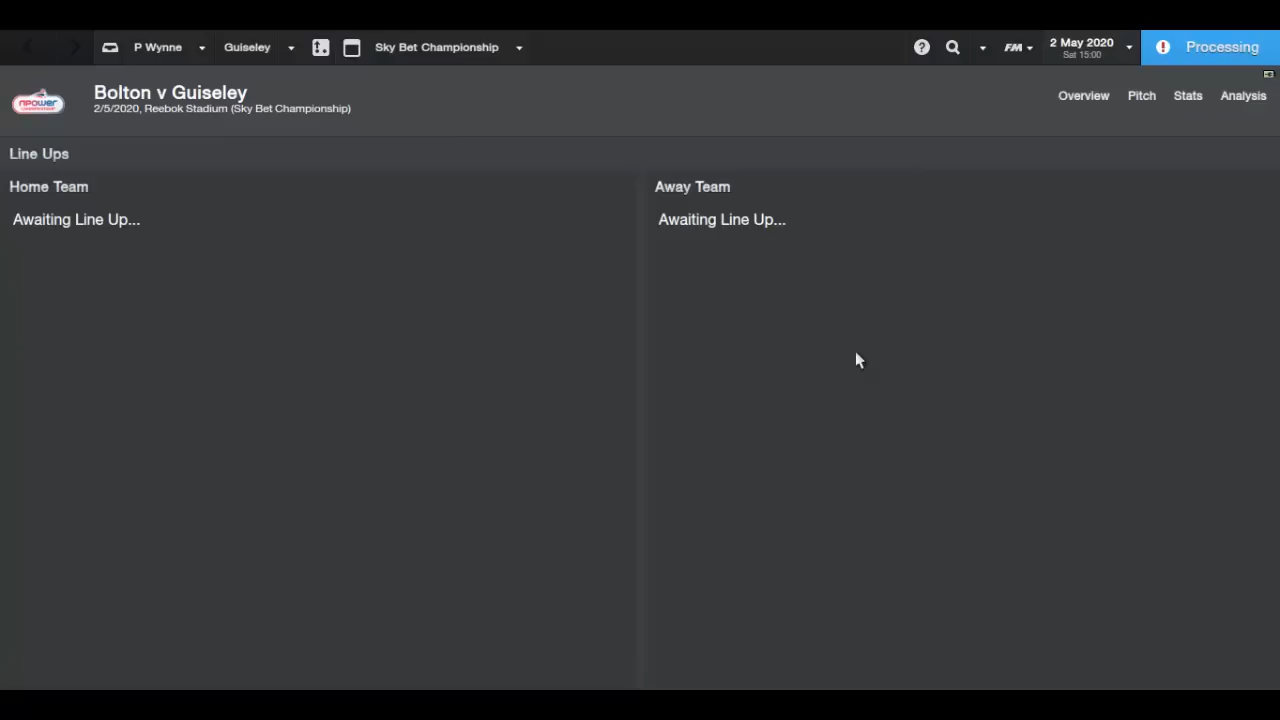 P Wynne
Guiseley
Sky Bet Championship
FM
2 May 2020
Sat 15:00
Processing
npower
Bolton v Guiseley
2/5/2020, Reebok Stadium (Sky Bet Championship)
Overview
Pitch
Stats
Analysis
Line Ups
Home Team
Away Team
Awaiting Line Up...
Awaiting Line Up...